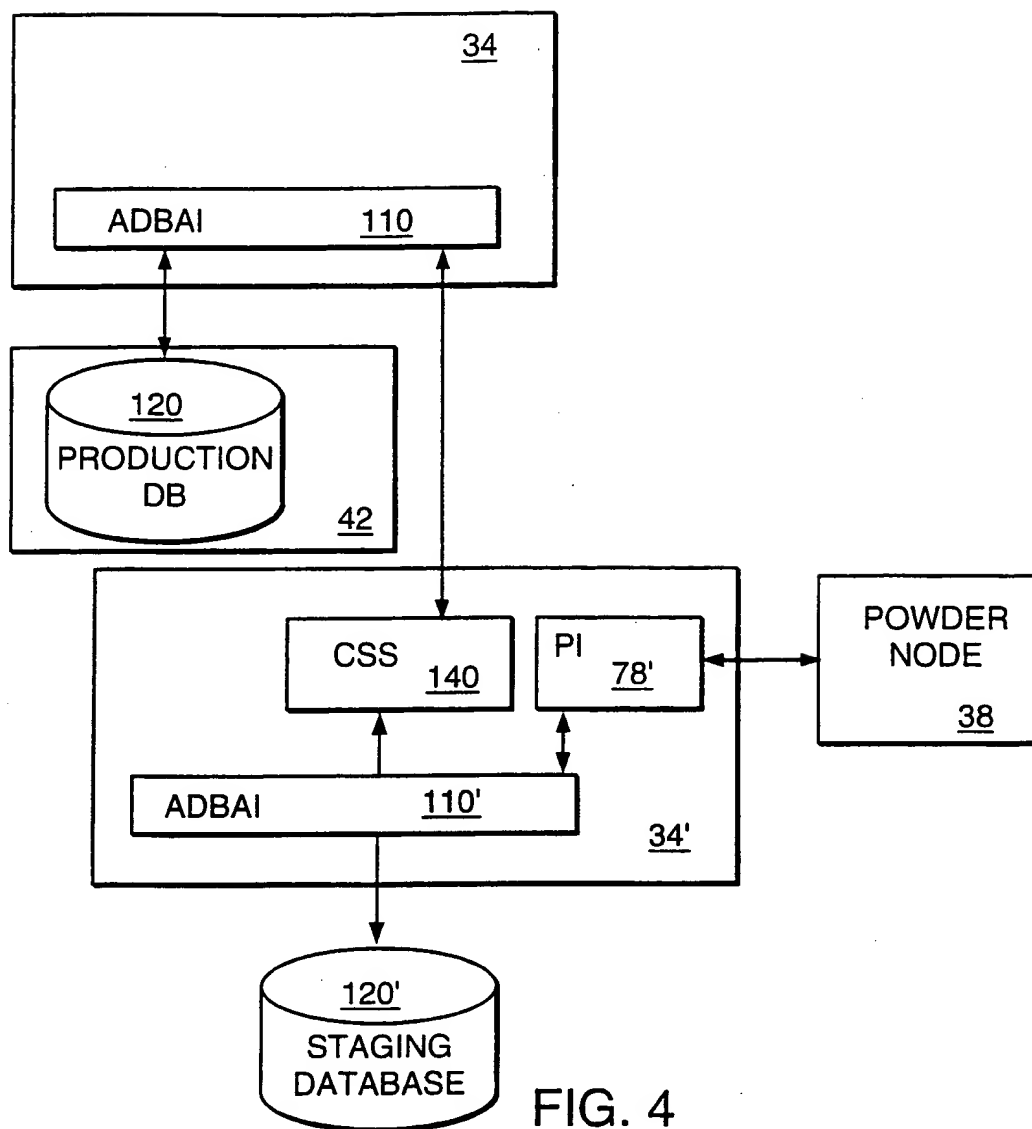 34
ADBAI 110
120
PRODUCTION
DB
42
CSS
140
PI
78'
POWDER
NODE
38
ADBAI 110'
34'
120'
STAGING
DATABASE
FIG. 4